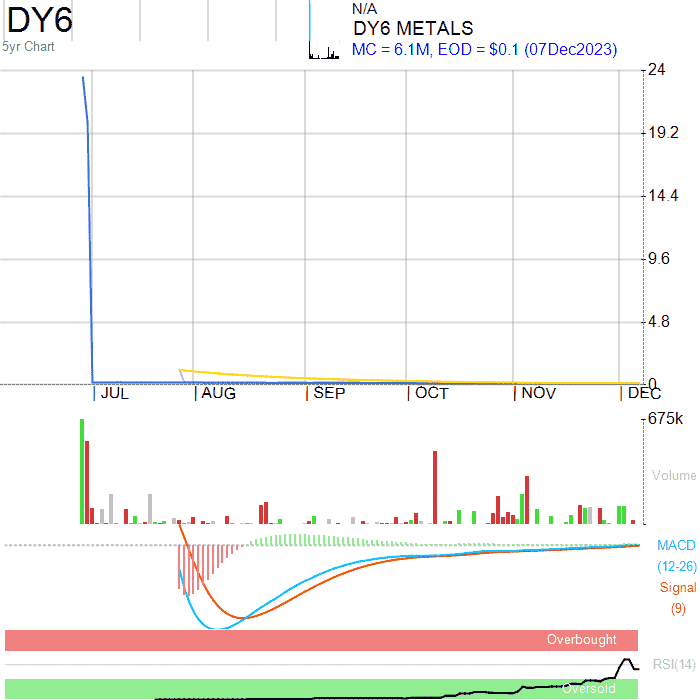 DY6
5yr Chart
N/A
DY6 METALS
MC = 6.1M, EOD = $0.1 (07Dec2023)
24
19.2
14.4
9.6
4.8
0
JUL AUG SEP OCT NOV DEC
675k
Volume
MACD
(12-26)
Signal
(9)
Overbought
RSI(14)
Oversold